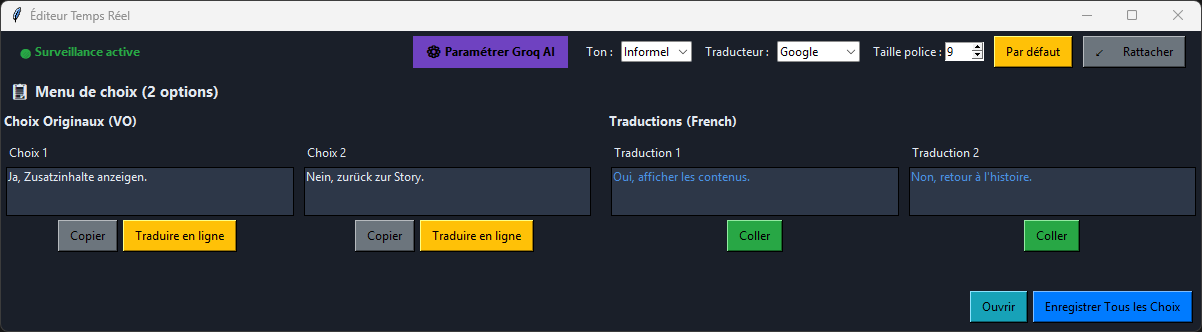 Éditeur Temps Réel
Surveillance active
Paramétrer Groq AI
Ton :
Informel
Traducteur :
Google
Taille police :
9
Par défaut
Rattacher
Menu de choix (2 options)
Choix Originaux (VO)
Traductions (French)
Choix 1
Choix 2
Traduction 1
Traduction 2
Ja, Zusatzinhalte anzeigen.
Nein, zurück zur Story.
Oui, afficher les contenus.
Non, retour à l'histoire.
Copier
Traduire en ligne
Copier
Traduire en ligne
Coller
Coller
Ouvrir
Enregistrer Tous les Choix